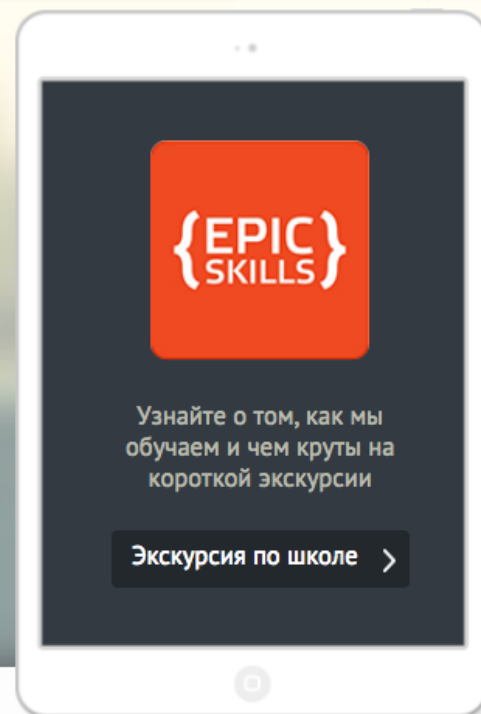 {EPIC
SKILLS}
Узнайте о том, как мы
обучаем и чем круты на
короткой экскурсии
Экскурсия по школе